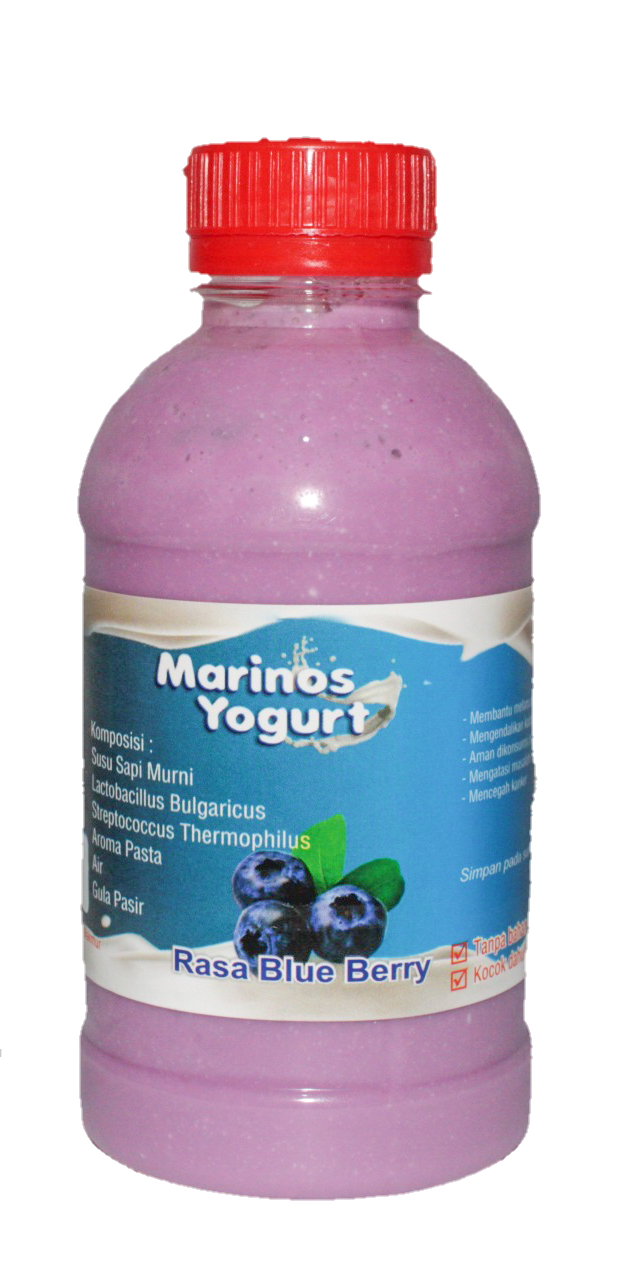 Marinos
Yogurt
Komposisi :
Susu Sapi Murni
Lactobacillus Bulgaricus
Streptococcus Thermophilus
Aroma Pasta
Air
Gula Pasir
Rasa Blue Berry
- Membantu
- Mengendalikan
- Aman
- Mengatasi
- Mencegah kanker
Simpan pada
Tanpa
Kocok